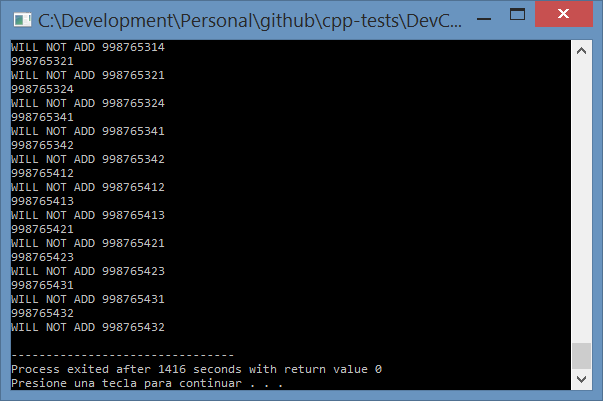 C:\Development\Personal\github\cpp-tests\DevC...
WILL NOT ADD 998765314
998765321
WILL NOT ADD 998765321
998765324
WILL NOT ADD 998765324
998765341
WILL NOT ADD 998765341
998765342
WILL NOT ADD 998765342
998765412
WILL NOT ADD 998765412
998765413
WILL NOT ADD 998765413
998765421
WILL NOT ADD 998765421
998765423
WILL NOT ADD 998765423
998765431
WILL NOT ADD 998765431
998765432
WILL NOT ADD 998765432
--------------------------------
Process exited after 1416 seconds with return value 0
Presione una tecla para continuar . . .